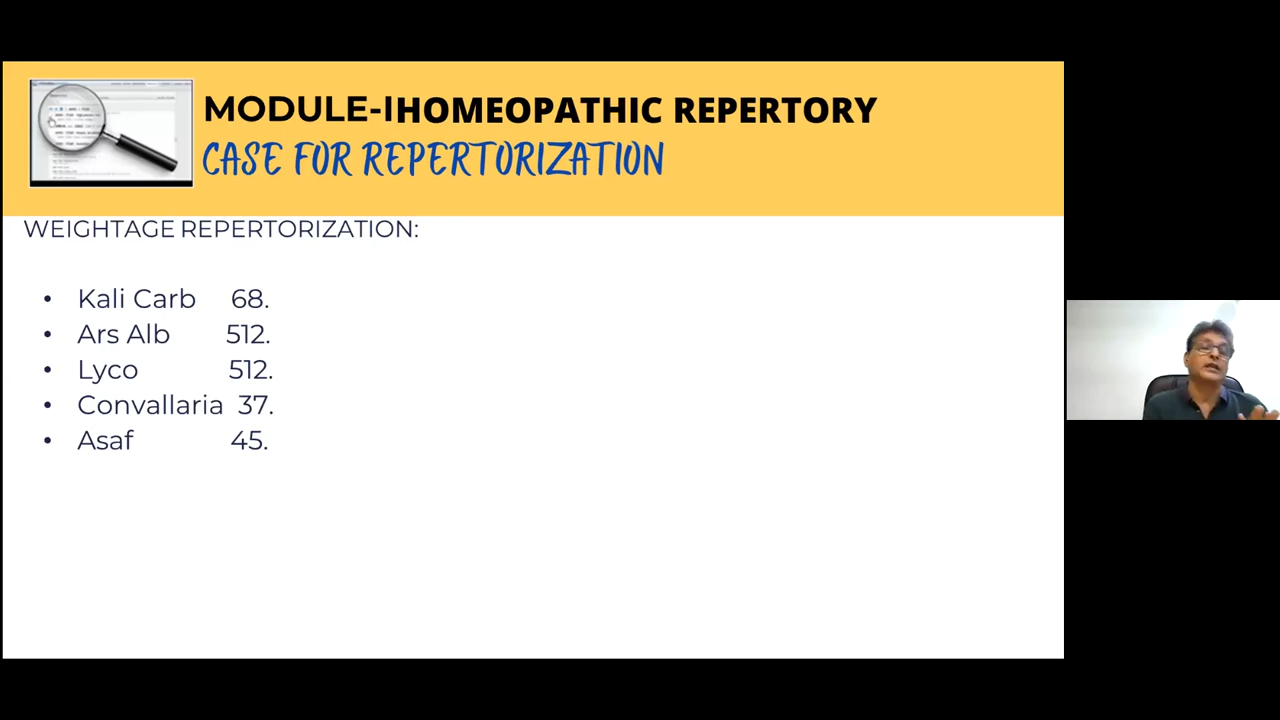 MODULE-IHOMEOPATHIC REPERTORY
CASE FOR REPERTORIZATION
WEIGHTAGE REPERTORIZATION:
• Kali Carb 68.
• Ars Alb 512.
• Lyco 512.
• Convallaria 37.
• Asaf 45.